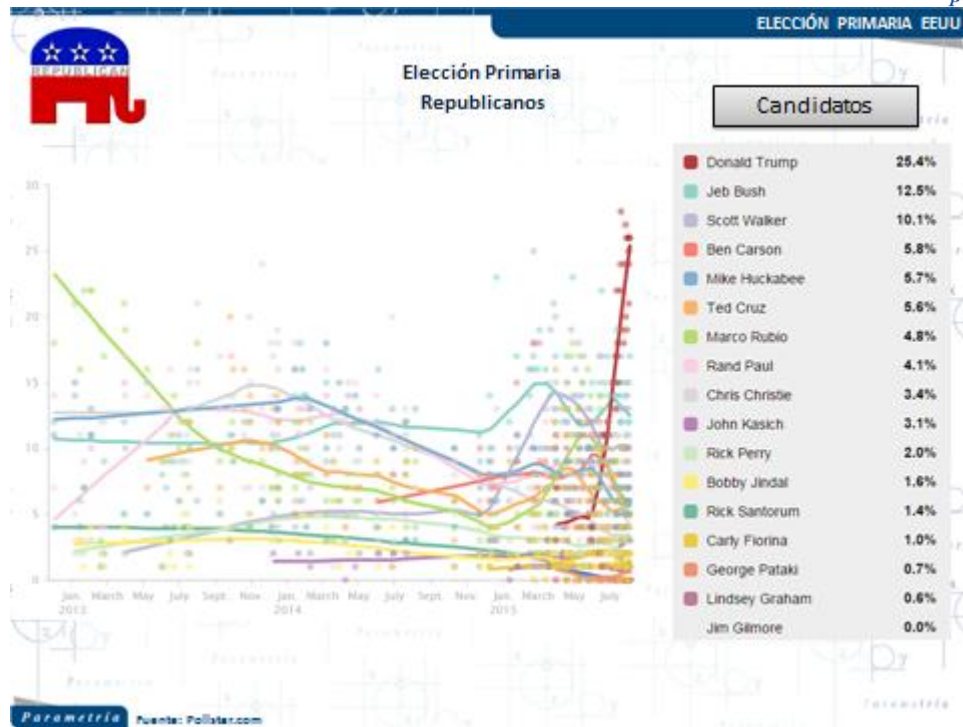 ELECCIÓN PRIMARIA EEUU
REPUBLICAN
Elección Primaria
Republicanos
Candidatos
Donald Trump 25.4%
Jeb Bush 12.5%
Scott Walker 10.1%
Ben Carson 5.8%
Mike Huckabee 5.7%
Ted Cruz 5.6%
Marco Rubio 4.8%
Rand Paul 4.1%
Chris Christie 3.4%
John Kasich 3.1%
Rick Perry 2.0%
Bobby Jindal 1.6%
Rick Santorum 1.4%
Carly Fiorina 1.0%
George Pataki 0.7%
Lindsey Graham 0.6%
Jim Gilmore 0.0%
30
25
20
15
10
5
0
Jan. March May July Sept. Nov. Jan. March May July Sept. Nov. Jan. March May July
2013 2014 2015
Parametría Fuente: Pollster.com